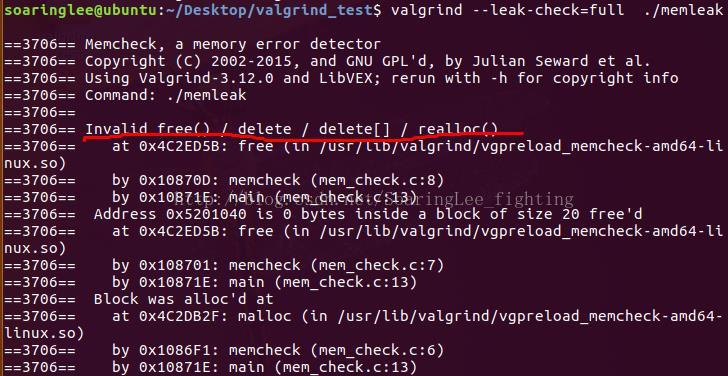 soaringlee@ubuntu:~/Desktop/valgrind_test$ valgrind --leak-check=full  ./memleak
==3706== Memcheck, a memory error detector
==3706== Copyright (C) 2002-2015, and GNU GPL'd, by Julian Seward et al.
==3706== Using Valgrind-3.12.0 and LibVEX; rerun with -h for copyright info
==3706== Command: ./memleak
==3706==
==3706== Invalid free() / delete / delete[] / realloc()
==3706==    at 0x4C2ED5B: free (in /usr/lib/valgrind/vgpreload_memcheck-amd64-li
nux.so)
==3706==    by 0x10870D: memcheck (mem_check.c:8)
==3706==    by 0x10871E: main (mem_check.c:13)
http://blog.csdn.net/SoaringLee_fighting
==3706==  Address 0x5201040 is 0 bytes inside a block of size 20 free'd
==3706==    at 0x4C2ED5B: free (in /usr/lib/valgrind/vgpreload_memcheck-amd64-li
nux.so)
==3706==    by 0x108701: memcheck (mem_check.c:7)
==3706==    by 0x10871E: main (mem_check.c:13)
==3706==  Block was alloc'd at
==3706==    at 0x4C2DB2F: malloc (in /usr/lib/valgrind/vgpreload_memcheck-amd64-
linux.so)
==3706==    by 0x1086F1: memcheck (mem_check.c:6)
==3706==    by 0x10871E: main (mem_check.c:13)